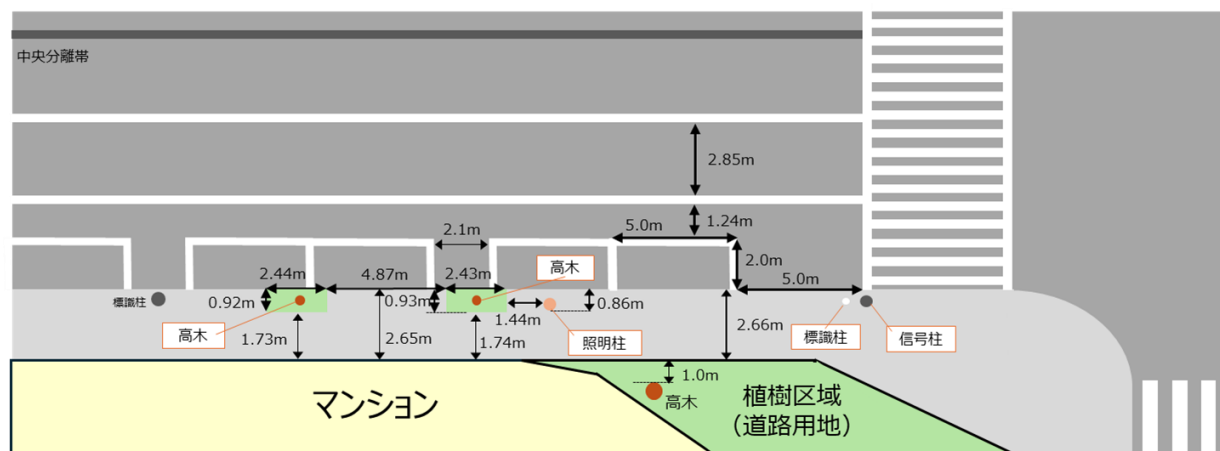 中央分離帯
2.85m
1.24m
5.0m
2.1m
2.0m
5.0m
高木
2.44m
4.87m
2.43m
標識柱
0.92m
0.93m
0.86m
1.44m
高木
1.73m
2.65m
1.74m
照明柱
2.66m
標識柱
信号柱
1.0m
マンション
高木
植樹区域
（道路用地）